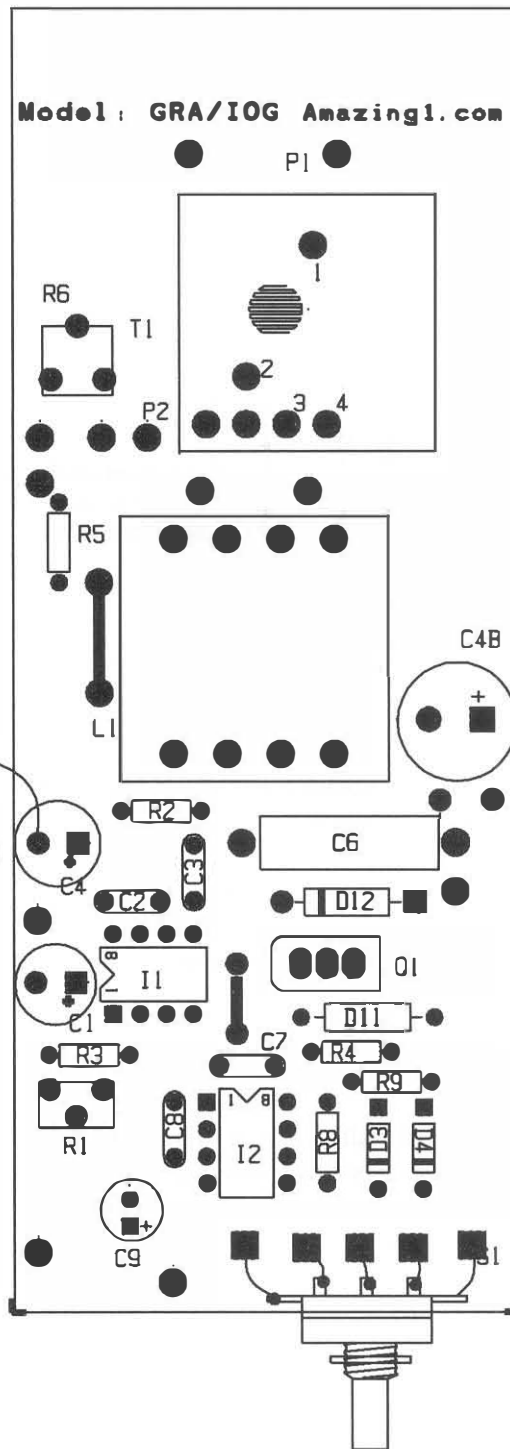 Model: GRA/IOG Amazing1.com
P1
1
R6
T1
2
P2
3 4
R5
C4B
+
L1
R2
C6
C3
C4
+
C2
D12
8
I1
1
Q1
C1
+
D11
C7
R3
R4
R9
R1
C8
1 8
I2
R8
D3
D4
C9
+
S1